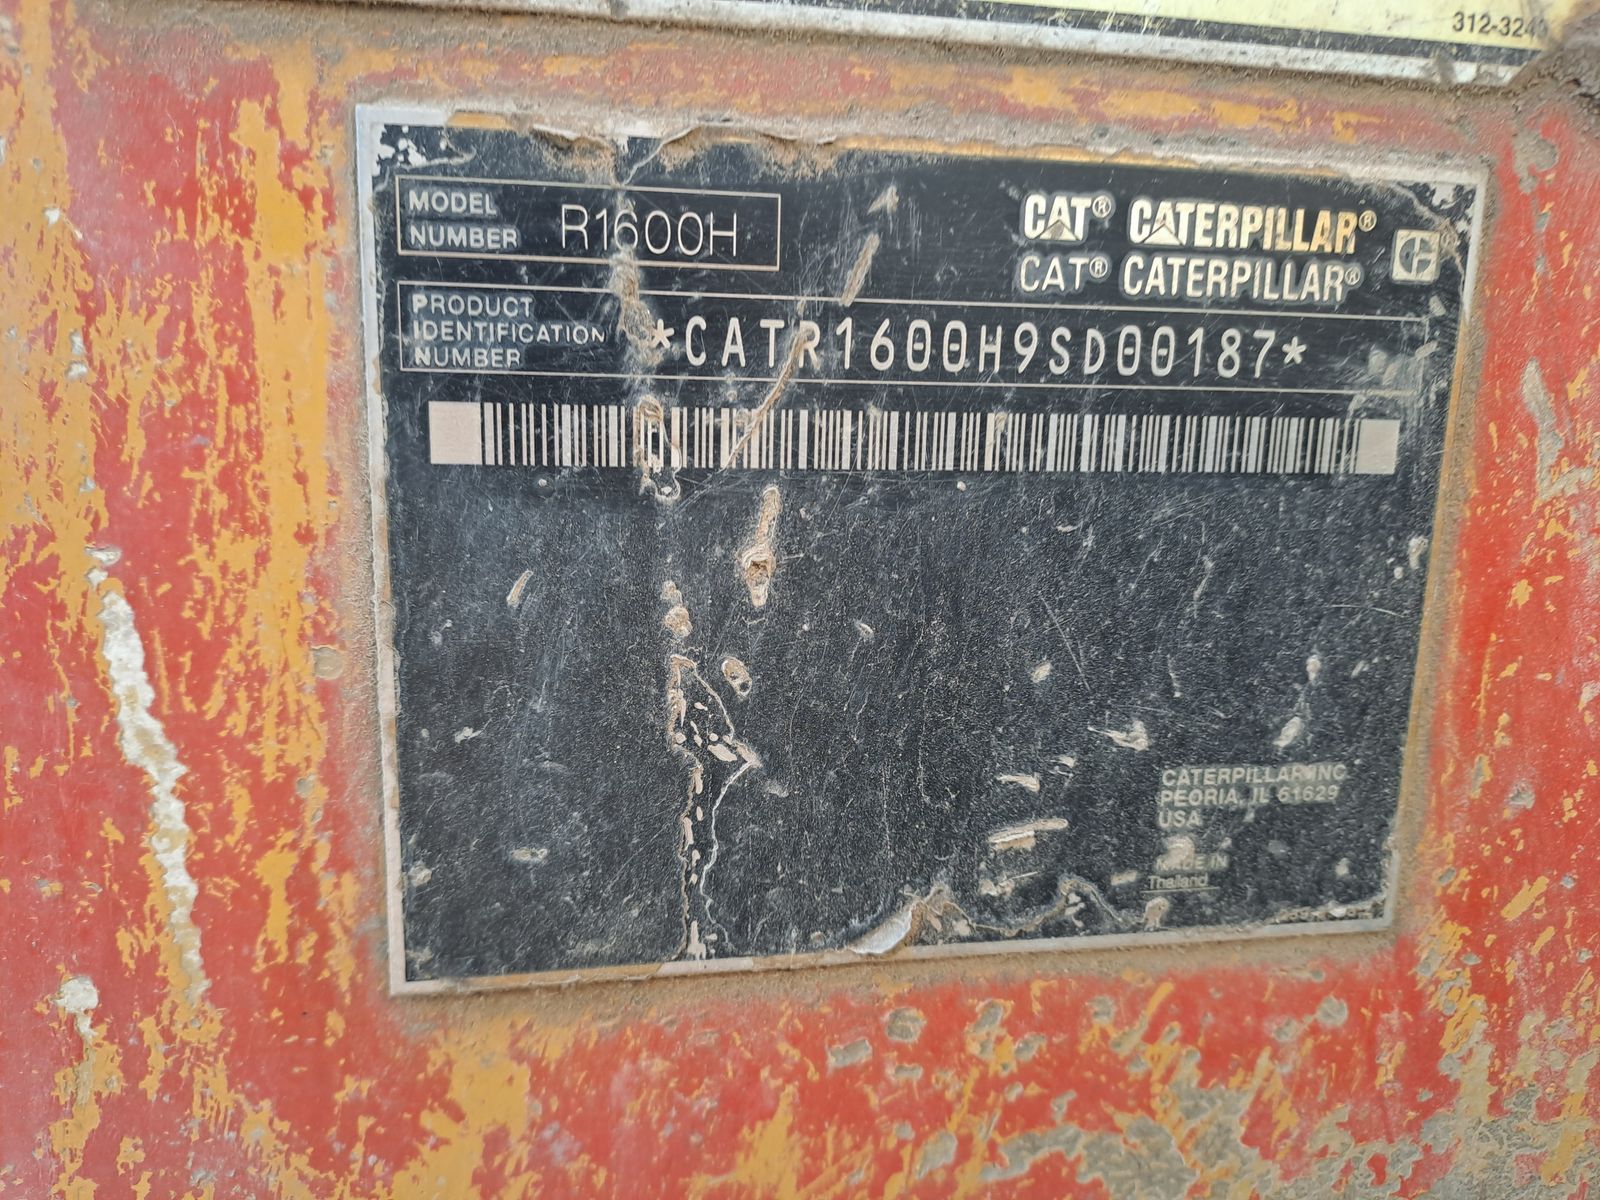 312-324
MODEL
NUMBER R1600H
CAT® CATERPILLAR®
CAT® CATERPILLAR®
PRODUCT
IDENTIFICATION
NUMBER
*CATR1600H9SD00187*
CATERPILLAR INC
PEORIA, IL 61629
USA
MADE IN
Thailand